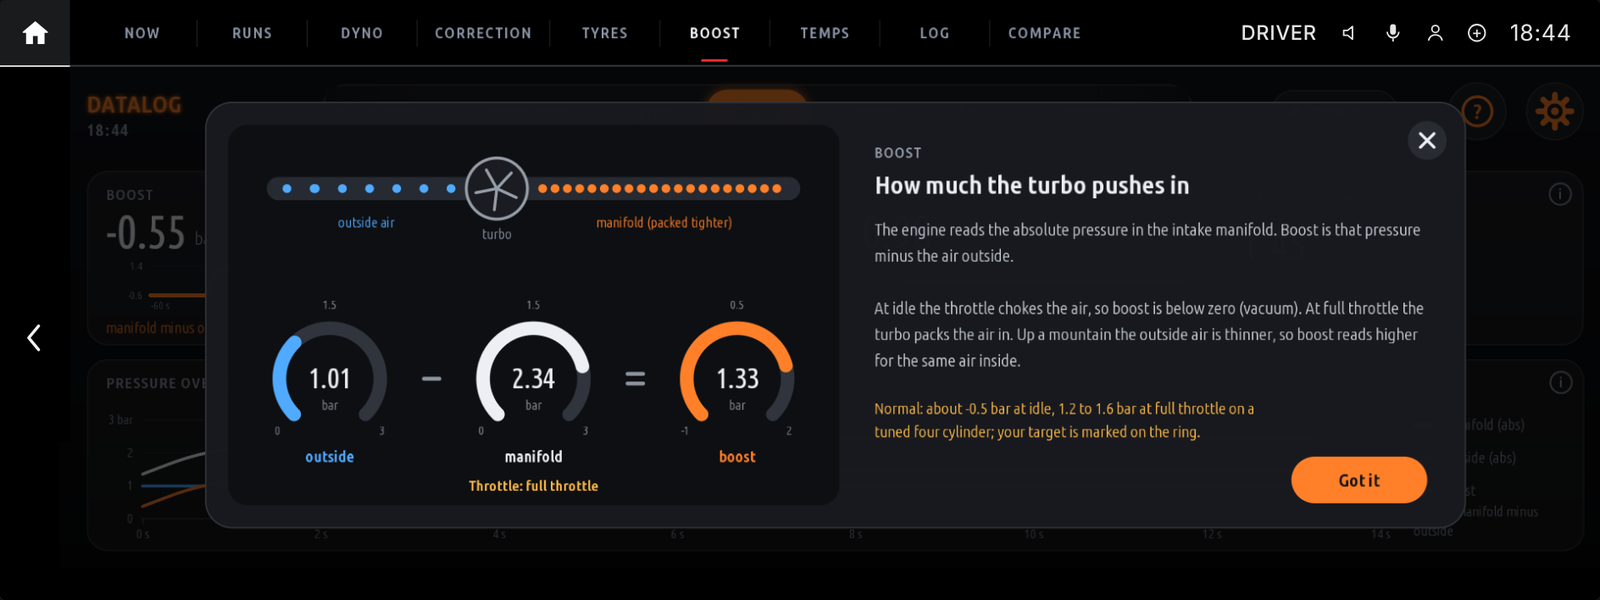 NOW RUNS DYNO CORRECTION TYRES BOOST TEMPS LOG COMPARE DRIVER 18:44
DATALOG
18:44
?
BOOST
-0.55
1.4
-0.6
-60 s
manifold minus o
PRESSURE OVE
3 bar
2
1
0
0 s 2 s 4 s 6 s 8 s 10 s 12 s 14 s
ifold (abs)
side (abs)
st
anifold minus
outside
outside air
turbo
manifold (packed tighter)
1.5
1.01
bar
0 3
outside
−
1.5
2.34
bar
0 3
manifold
=
0.5
1.33
bar
-1 2
boost
Throttle: full throttle
BOOST
How much the turbo pushes in
The engine reads the absolute pressure in the intake manifold. Boost is that pressure
minus the air outside.
At idle the throttle chokes the air, so boost is below zero (vacuum). At full throttle the
turbo packs the air in. Up a mountain the outside air is thinner, so boost reads higher
for the same air inside.
Normal: about -0.5 bar at idle, 1.2 to 1.6 bar at full throttle on a
tuned four cylinder; your target is marked on the ring.
Got it